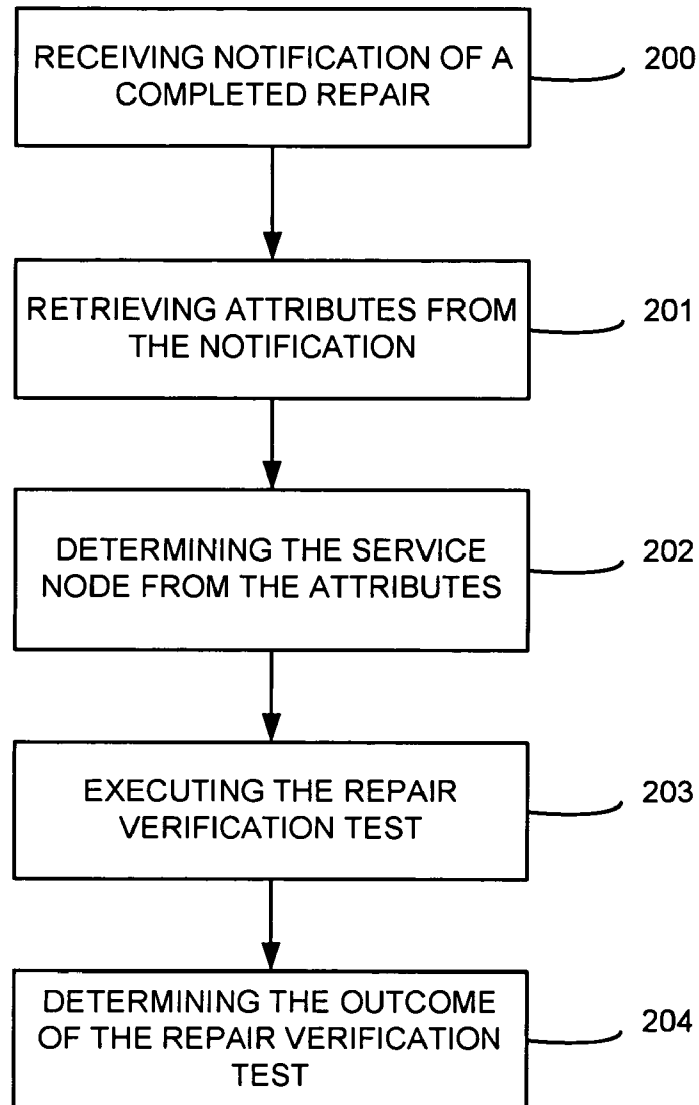 RECEIVING NOTIFICATION OF A
COMPLETED REPAIR
200
RETRIEVING ATTRIBUTES FROM
THE NOTIFICATION
201
DETERMINING THE SERVICE
NODE FROM THE ATTRIBUTES
202
EXECUTING THE REPAIR
VERIFICATION TEST
203
DETERMINING THE OUTCOME
OF THE REPAIR VERIFICATION
TEST
204